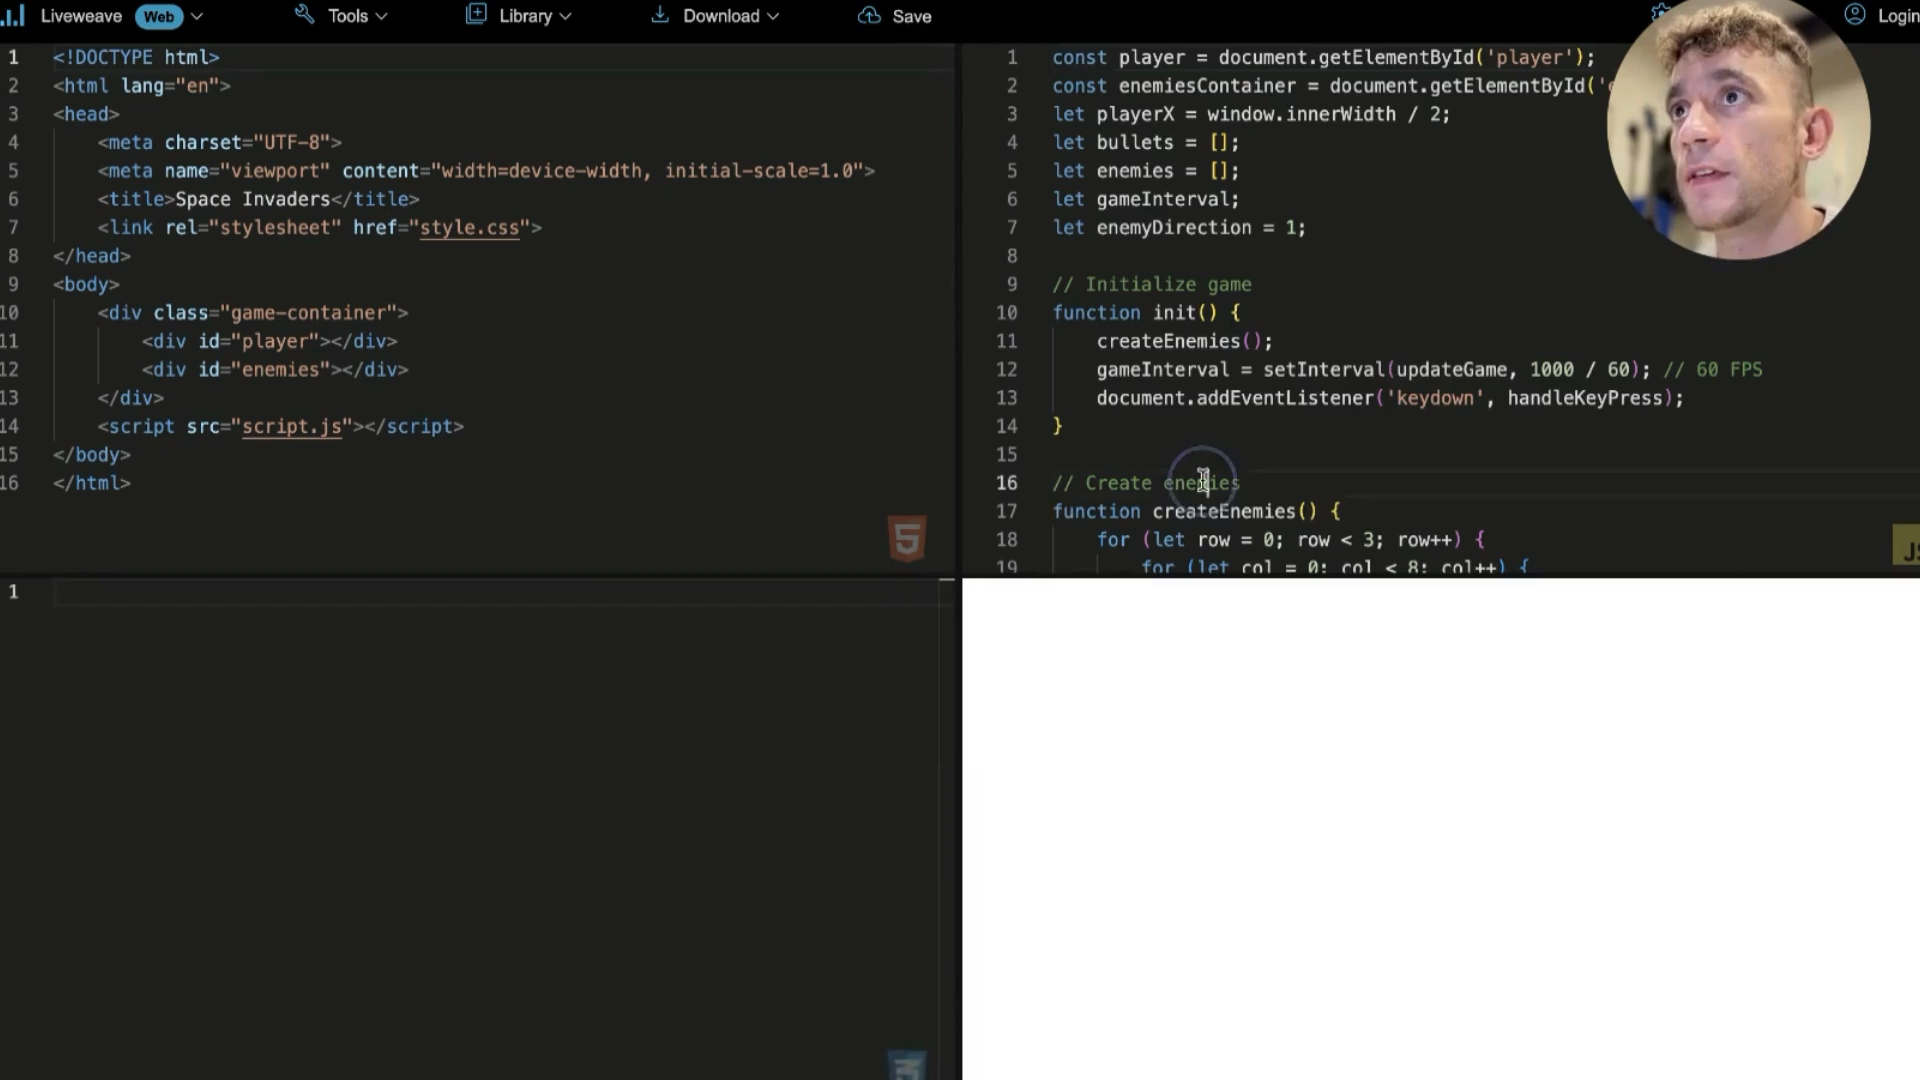 Liveweave Web Tools Library Download Save Login
1 <!DOCTYPE html>
2 <html lang="en">
3 <head>
4 <meta charset="UTF-8">
5 <meta name="viewport" content="width=device-width, initial-scale=1.0">
6 <title>Space Invaders</title>
7 <link rel="stylesheet" href="style.css">
8 </head>
9 <body>
10 <div class="game-container">
11 <div id="player"></div>
12 <div id="enemies"></div>
13 </div>
14 <script src="script.js"></script>
15 </body>
16 </html>
5
1 const player = document.getElementById('player');
2 const enemiesContainer = document.getElementById('
3 let playerX = window.innerWidth / 2;
4 let bullets = [];
5 let enemies = [];
6 let gameInterval;
7 let enemyDirection = 1;
8
9 // Initialize game
10 function init() {
11 createEnemies();
12 gameInterval = setInterval(updateGame, 1000 / 60); // 60 FPS
13 document.addEventListener('keydown', handleKeyPress);
14 }
15
16 // Create enemies
17 function createEnemies() {
18 for (let row = 0; row < 3; row++) {
19 for (let col = 0; col < 8; col++) {
JS
1
3